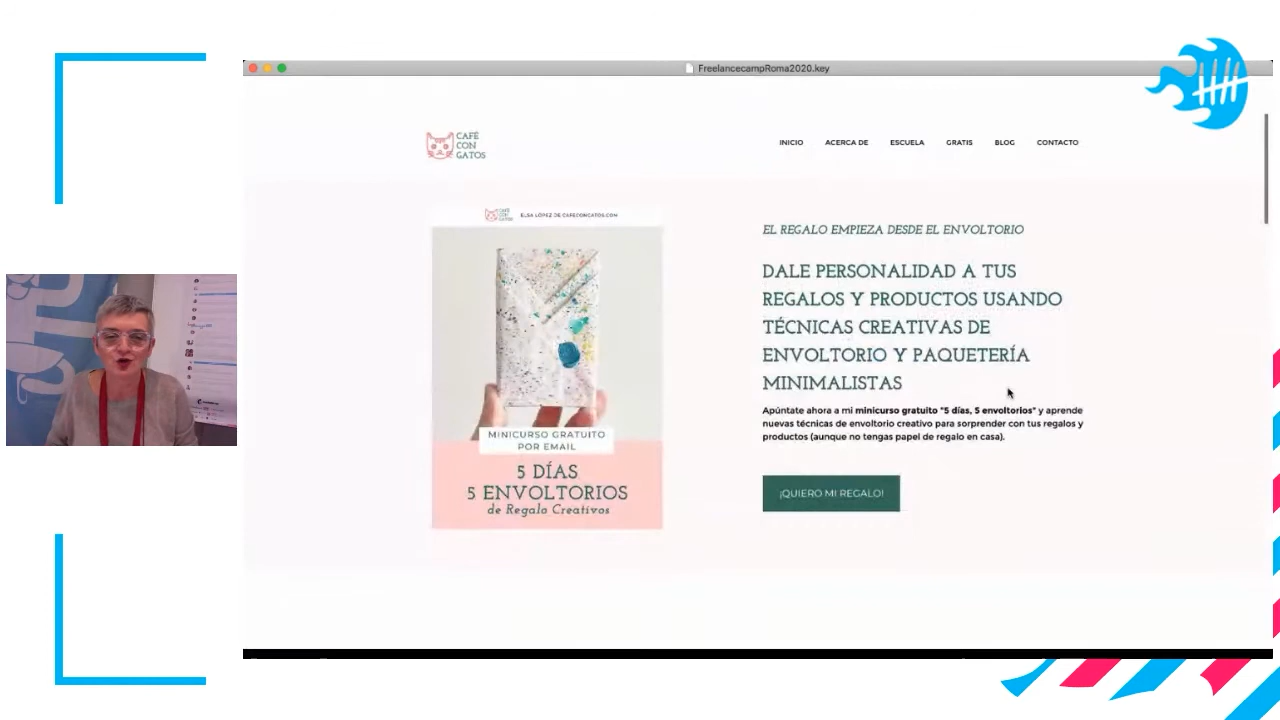 FreelancecampRoma2020.key
CAFÉ
CON
GATOS
INICIO ACERCA DE ESCUELA GRATIS BLOG CONTACTO
CAFÉ
CON
GATOS
ELSA LÓPEZ DE CAFECONGATOS.COM
MINICURSO GRATUITO
POR EMAIL
5 DÍAS
5 ENVOLTORIOS
de Regalo Creativos
EL REGALO EMPIEZA DESDE EL ENVOLTORIO
DALE PERSONALIDAD A TUS
REGALOS Y PRODUCTOS USANDO
TÉCNICAS CREATIVAS DE
ENVOLTORIO Y PAQUETERÍA
MINIMALISTAS
Apúntate ahora a mi minicurso gratuito "5 días, 5 envoltorios" y aprende
nuevas técnicas de envoltorio creativo para sorprender con tus regalos y
productos (aunque no tengas papel de regalo en casa).
¡QUIERO MI REGALO!